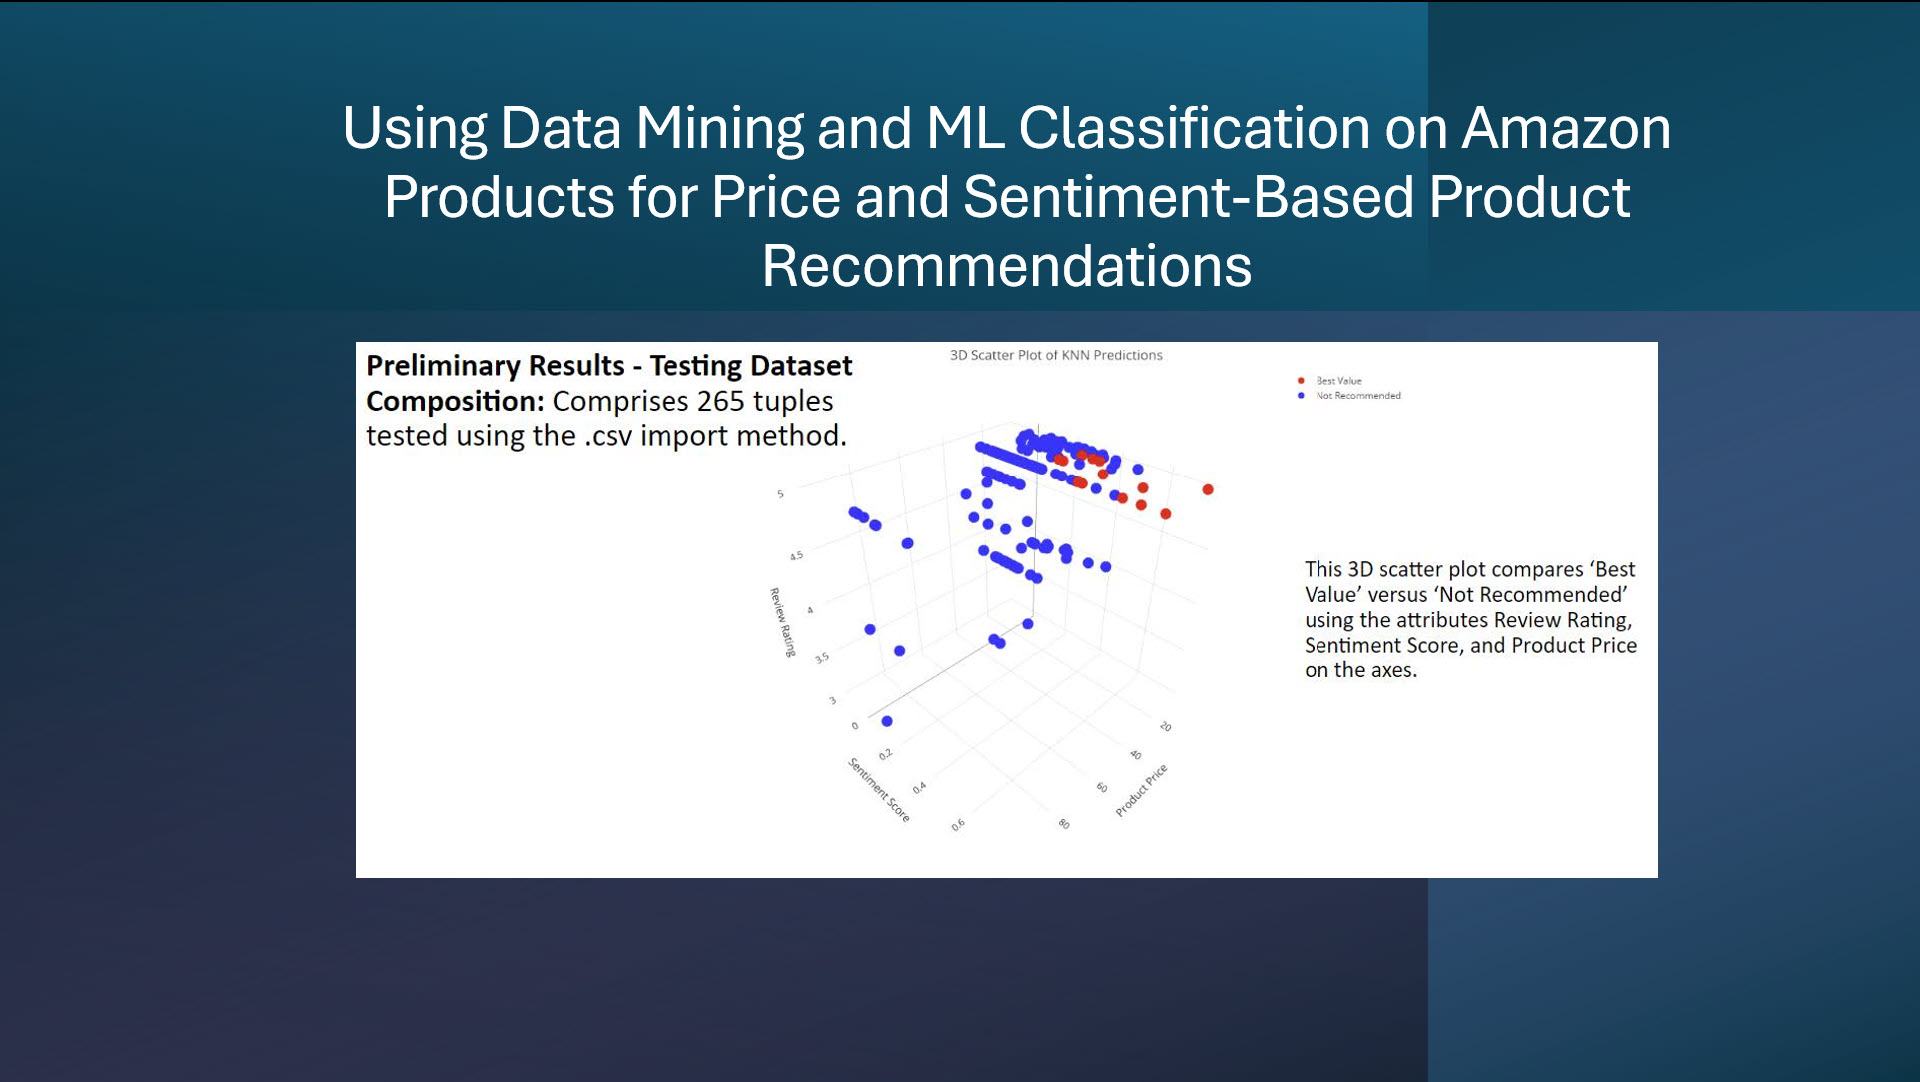 Using Data Mining and ML Classification on Amazon
Products for Price and Sentiment-Based Product
Recommendations
Preliminary Results - Testing Dataset
Composition: Comprises 265 tuples
tested using the .csv import method.
3D Scatter Plot of KNN Predictions
Best Value
Not Recommended
5
4.5
4
3.5
3
Review Rating
0
0.2
0.4
0.6
Sentiment Score
20
40
60
80
Product Price
This 3D scatter plot compares ‘Best
Value’ versus ‘Not Recommended’
using the attributes Review Rating,
Sentiment Score, and Product Price
on the axes.